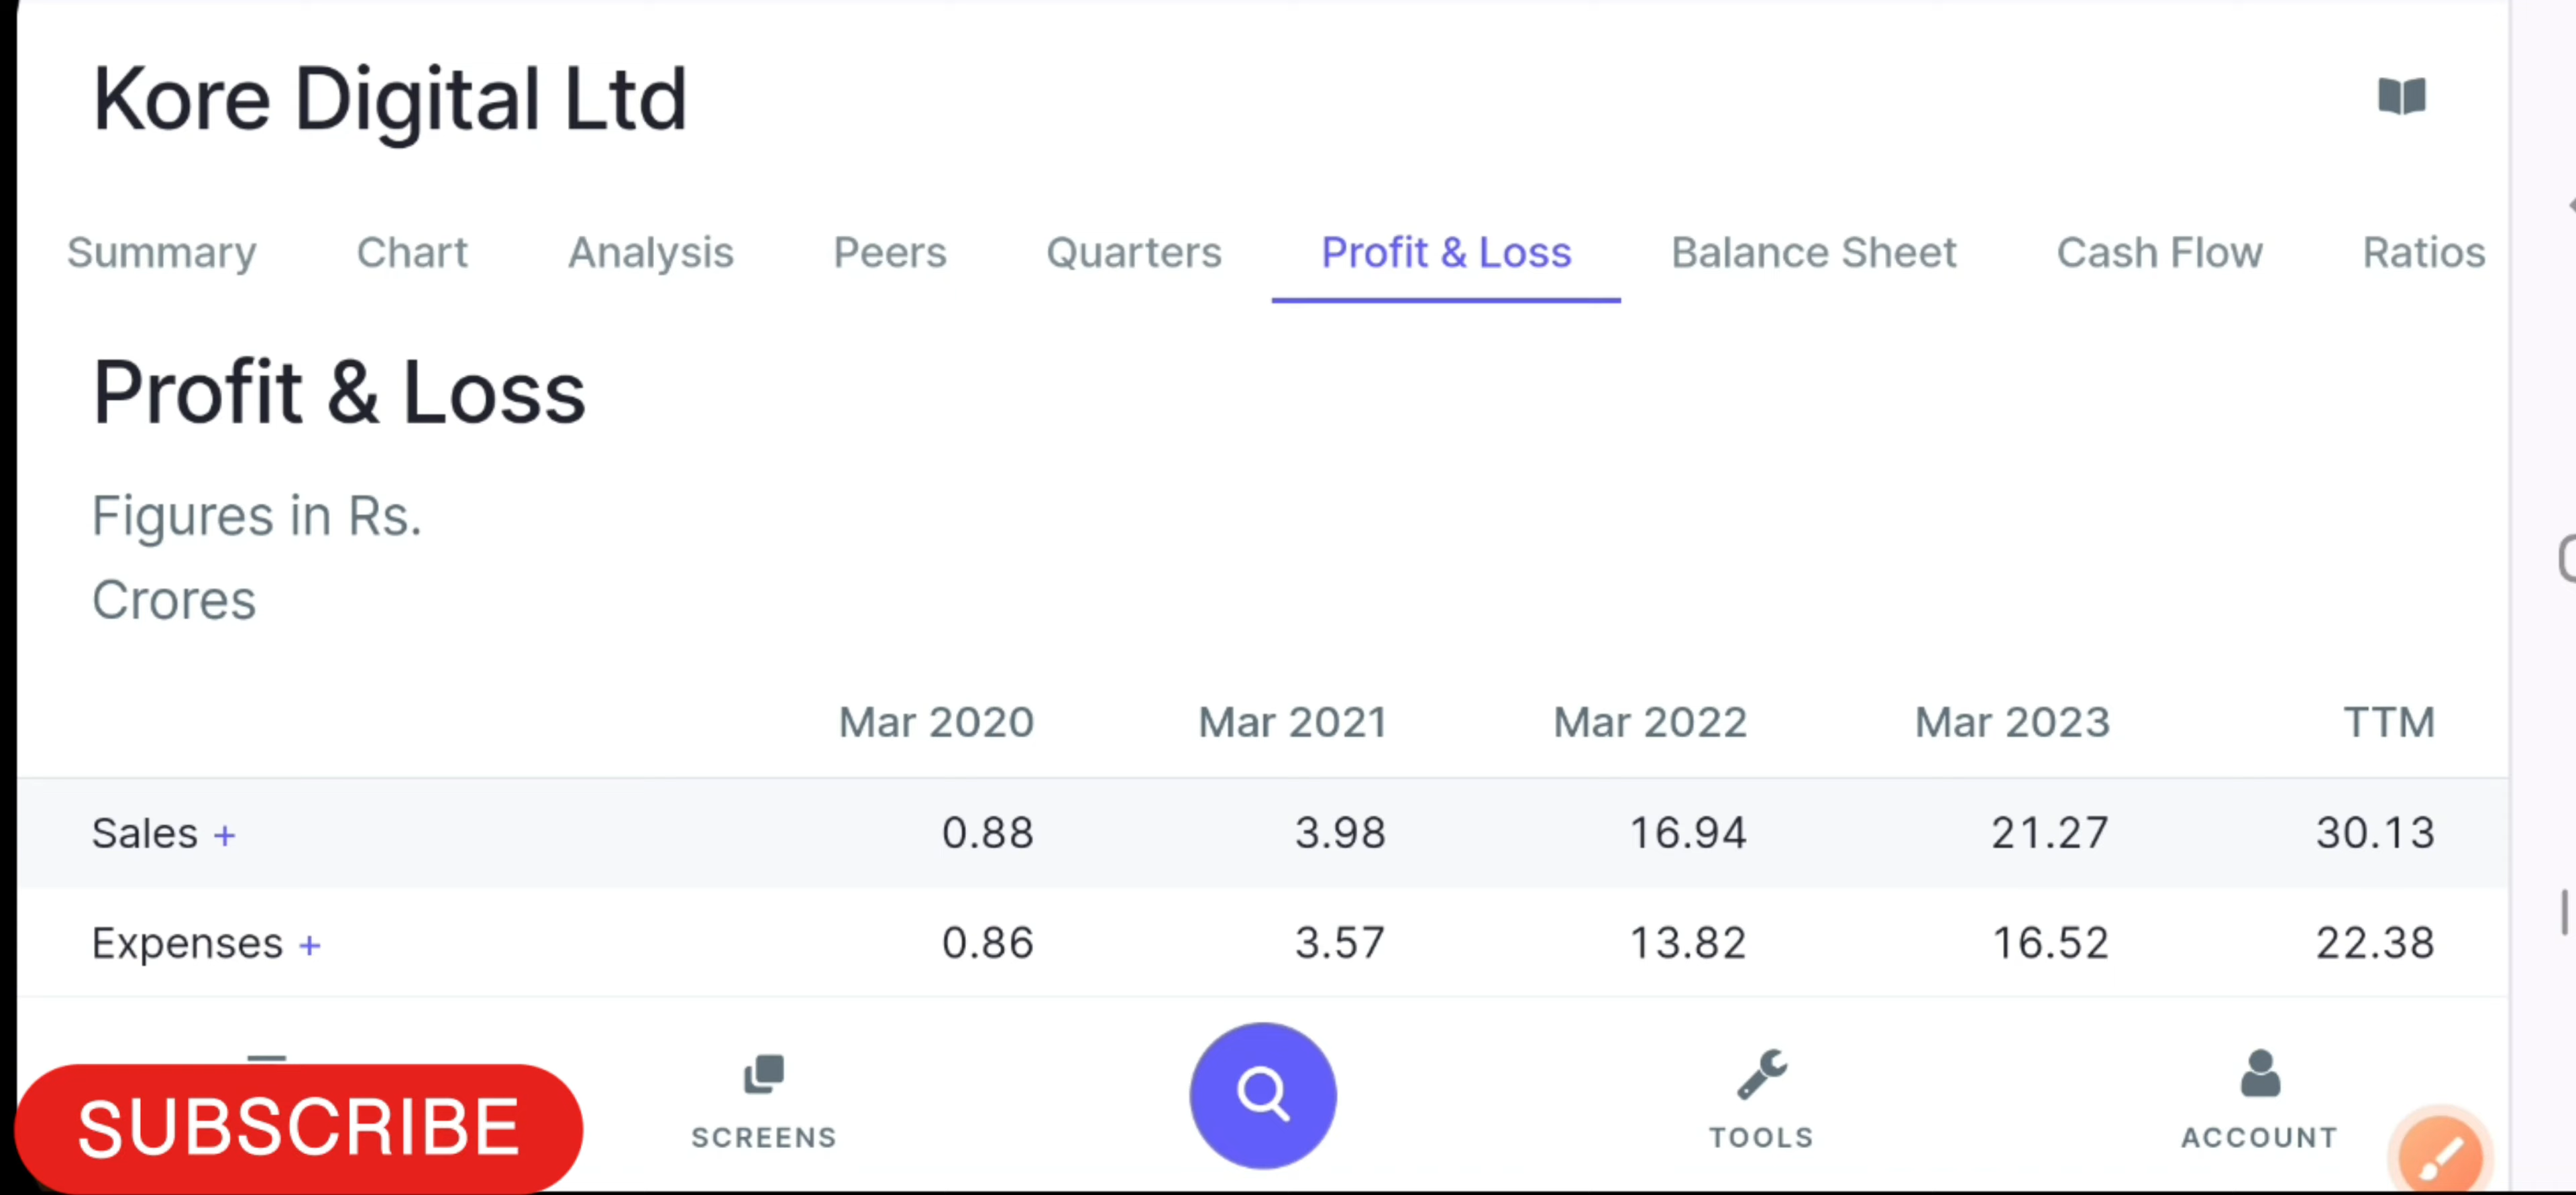 Kore Digital Ltd
Summary Chart Analysis Peers Quarters Profit & Loss Balance Sheet Cash Flow Ratios
Profit & Loss
Figures in Rs.
Crores
Mar 2020 Mar 2021 Mar 2022 Mar 2023 TTM
Sales + 0.88 3.98 16.94 21.27 30.13
Expenses + 0.86 3.57 13.82 16.52 22.38
SUBSCRIBE SCREENS TOOLS ACCOUNT